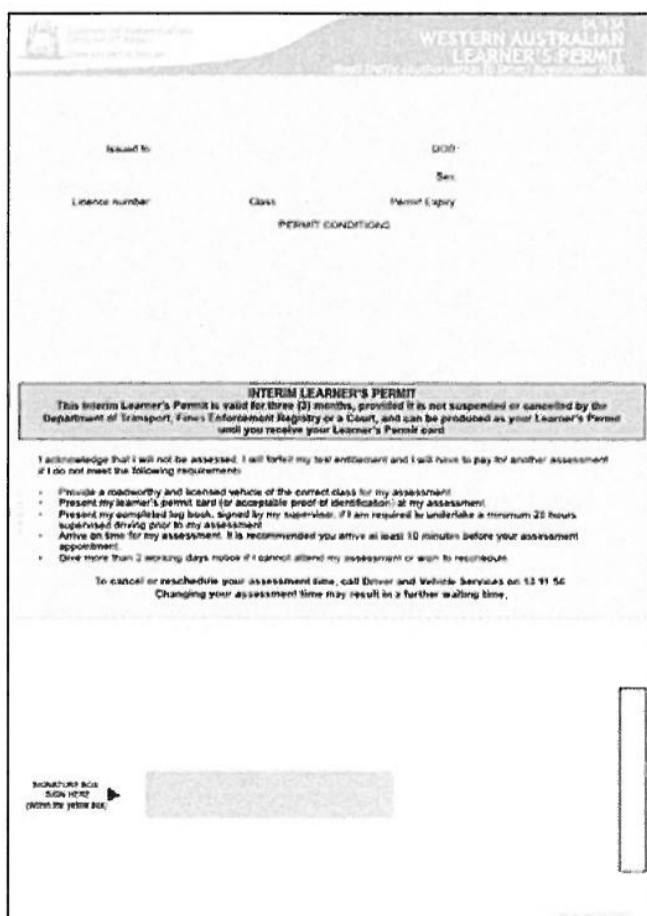 WESTERN AUSTRALIAN
LEARNER'S PERMIT
Issued to
DOB
Sex
Licence number Class Permit Expiry
PERMIT CONDITIONS
INTERIM LEARNER'S PERMIT
This Interim Learner's Permit is valid for three (3) months, provided it is not suspended or cancelled by the
Department of Transport, Fines Enforcement Registry or a Court, and can be produced as your Learner's Permit
until you receive your Learner's Permit card
I acknowledge that I will not be assessed, I will forfeit my test entitlement and I will have to pay for another assessment
if I do not meet the following requirements
• Provide a roadworthy and licensed vehicle of the correct class for my assessment
• Present my learner's permit card (or acceptable proof of identification) at my assessment
• Present my completed log book, signed by my supervisor, if I am required to undertake a minimum 25 hours
supervised driving prior to my assessment
• Arrive on time for my assessment. It is recommended you arrive at least 10 minutes before your assessment
appointment.
• Give more than 2 working days notice if I cannot attend my assessment or wish to reschedule
To cancel or reschedule your assessment time, call Driver and Vehicle Services on 13 11 56
Changing your assessment time may result in a further waiting time.
SIGNATURE BOX
SIGN HERE
(within the yellow box)